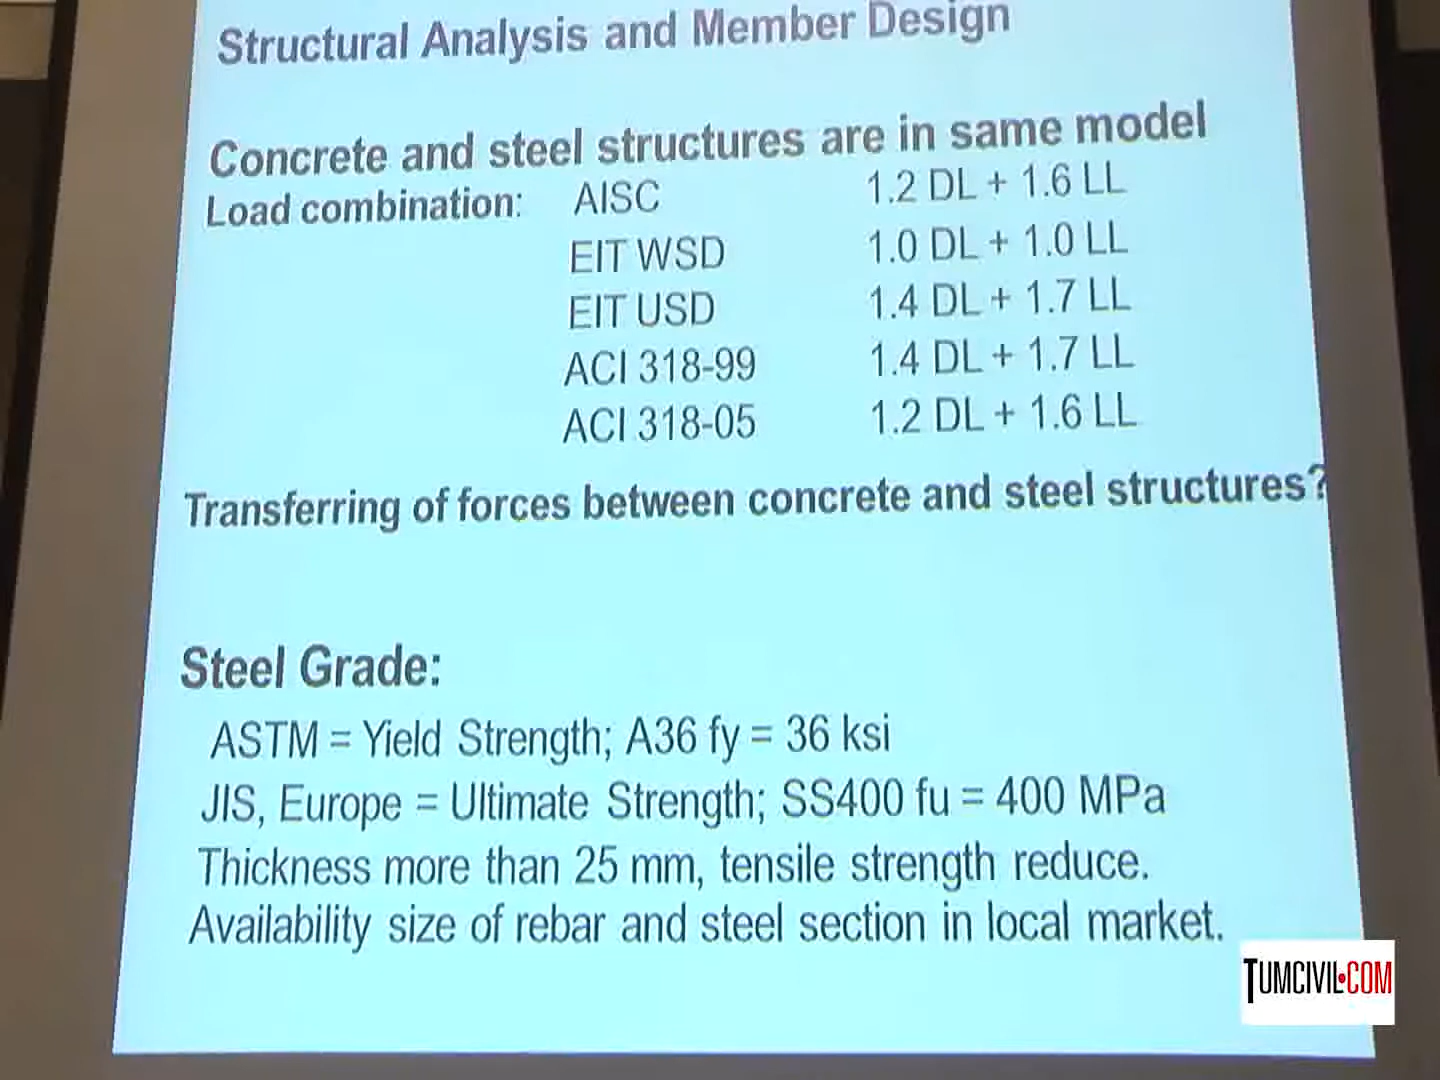 Structural Analysis and Member Design
Concrete and steel structures are in same model
Load combination: AISC 1.2 DL + 1.6 LL
EIT WSD 1.0 DL + 1.0 LL
EIT USD 1.4 DL + 1.7 LL
ACI 318-99 1.4 DL + 1.7 LL
ACI 318-05 1.2 DL + 1.6 LL
Transferring of forces between concrete and steel structures?
Steel Grade:
ASTM = Yield Strength; A36 fy = 36 ksi
JIS, Europe = Ultimate Strength; SS400 fu = 400 MPa
Thickness more than 25 mm, tensile strength reduce.
Availability size of rebar and steel section in local market.
TUMCIVIL•COM